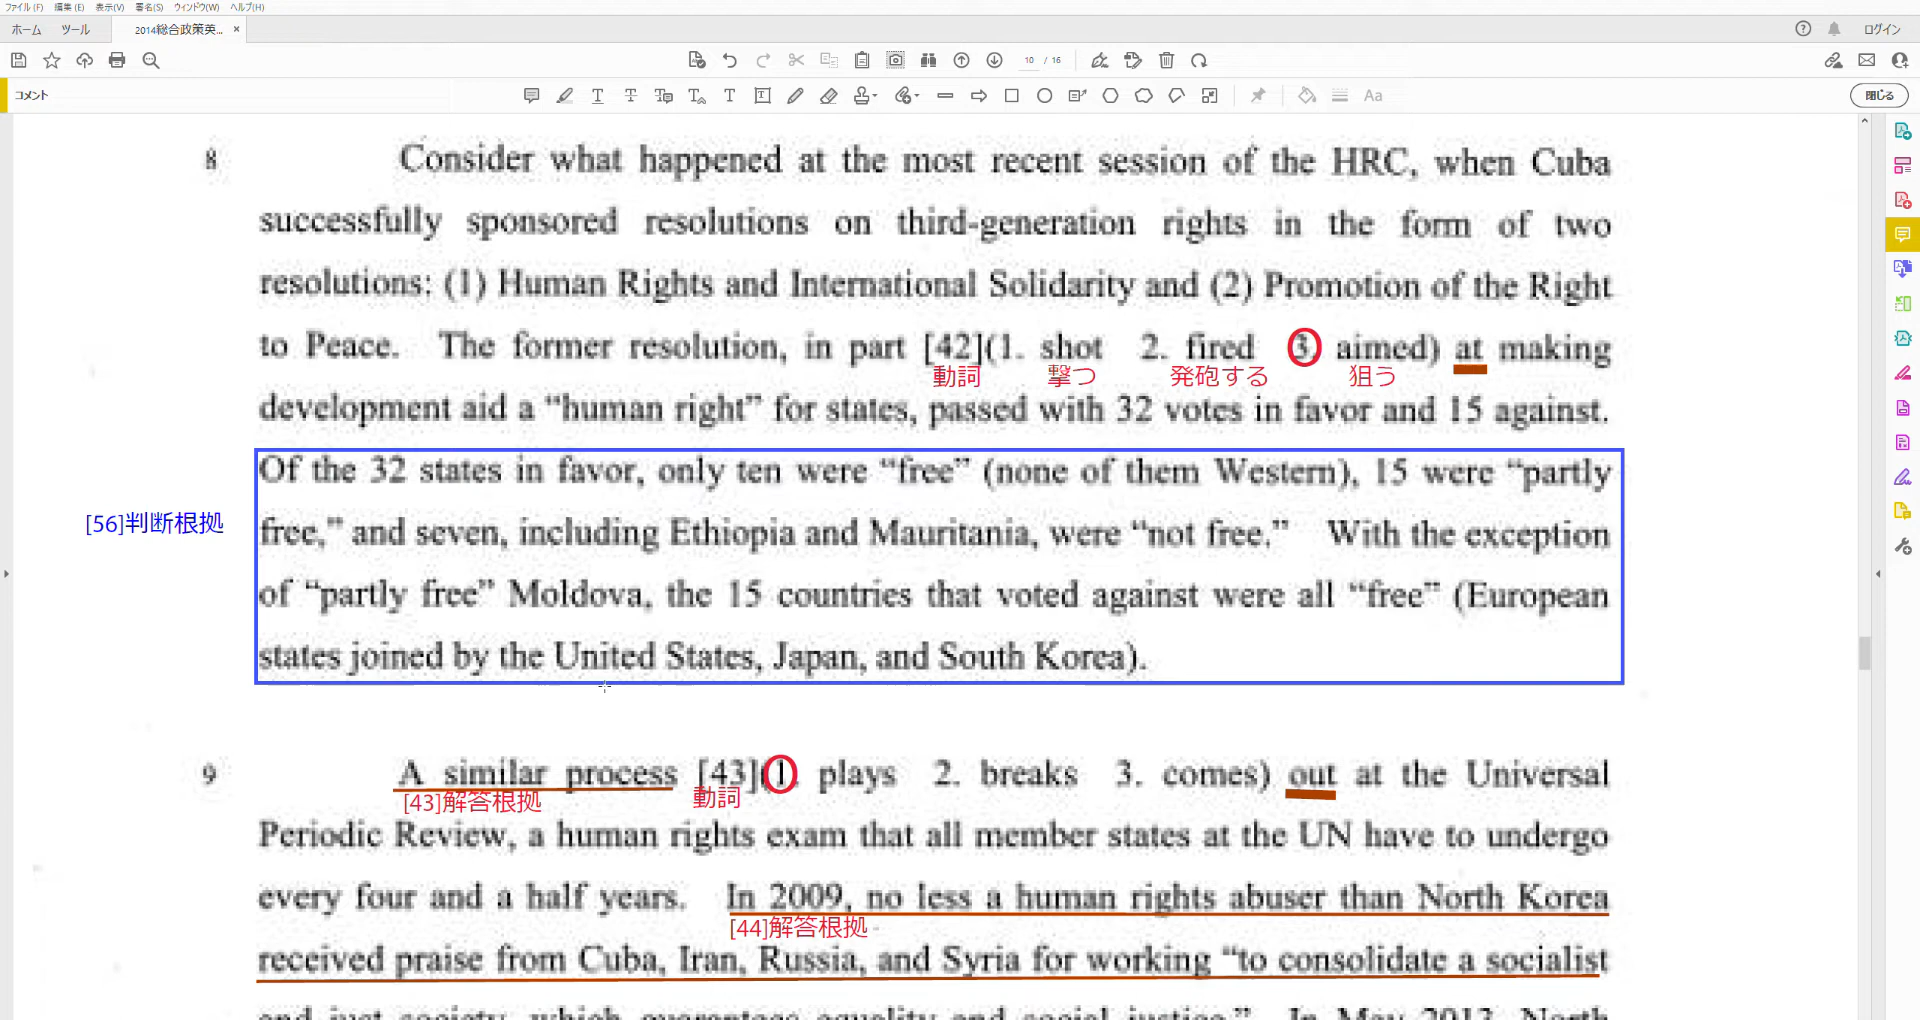 ファイル (F) 編集 (E) 表示(V) 署名(S) ウィンドウ(W) ヘルプ(H)
ホーム ツール 2014総合政策英... × ログイン
10 / 16
コメント Aa 閉じる
8 Consider what happened at the most recent session of the HRC, when Cuba
successfully sponsored resolutions on third-generation rights in the form of two
resolutions: (1) Human Rights and International Solidarity and (2) Promotion of the Right
to Peace. The former resolution, in part [42](1. shot 2. fired 3. aimed) at making
動詞 撃つ 発砲する 狙う
development aid a “human right” for states, passed with 32 votes in favor and 15 against.
Of the 32 states in favor, only ten were “free” (none of them Western), 15 were “partly
[56]判断根拠
free,” and seven, including Ethiopia and Mauritania, were “not free.” With the exception
of “partly free” Moldova, the 15 countries that voted against were all “free” (European
states joined by the United States, Japan, and South Korea).
9 A similar process [43](1. plays 2. breaks 3. comes) out at the Universal
[43]解答根拠 動詞
Periodic Review, a human rights exam that all member states at the UN have to undergo
every four and a half years. In 2009, no less a human rights abuser than North Korea
[44]解答根拠
received praise from Cuba, Iran, Russia, and Syria for working “to consolidate a socialist
and just society, which guarantees equality and social justice.” In May 2013, North